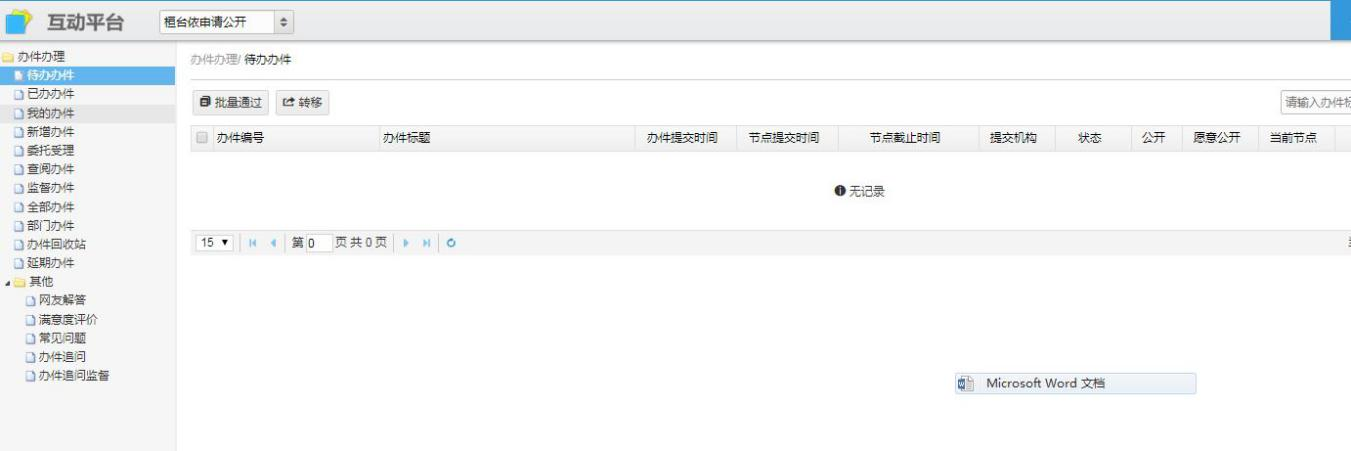 互动平台
桓台依申请公开
办件办理
待办办件
已办办件
我的办件
新增办件
委托受理
查阅办件
监督办件
全部办件
部门办件
办件回收站
延期办件
其他
网友解答
满意度评价
常见问题
办件追问
办件追问监督
办件办理/ 待办办件
批量通过 转移
请输入办件标
办件编号 办件标题 办件提交时间 节点提交时间 节点截止时间 提交机构 状态 公开 愿意公开 当前节点
无记录
15 第 0 页 共 0 页
Microsoft Word 文档